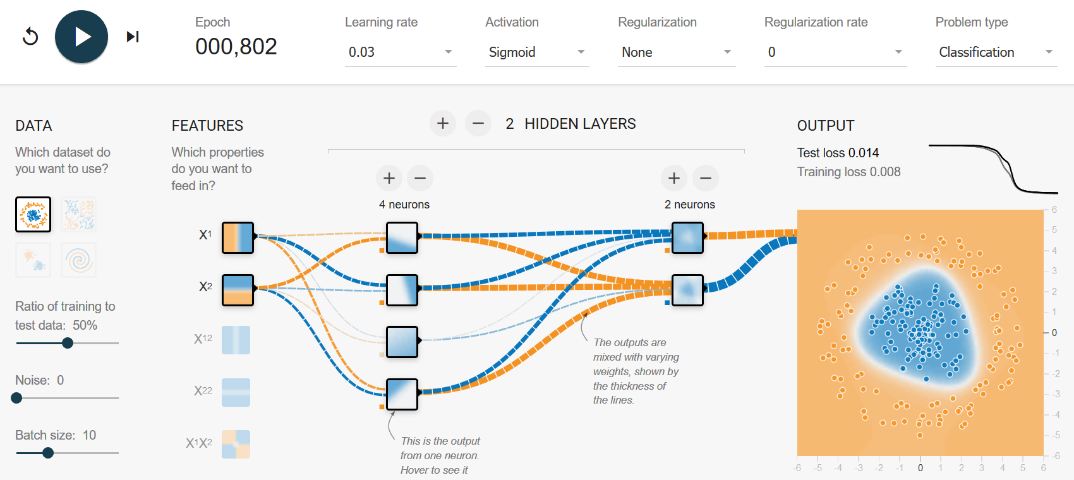 Epoch
000,802
Learning rate
0.03
Activation
Sigmoid
Regularization
None
Regularization rate
0
Problem type
Classification
DATA
Which dataset do
you want to use?
Ratio of training to
test data: 50%
Noise: 0
Batch size: 10
FEATURES
Which properties
do you want to
feed in?
X1
X2
X12
X22
X1X2
+ − 2 HIDDEN LAYERS
+ −
4 neurons
+ −
2 neurons
This is the output
from one neuron.
Hover to see it
The outputs are
mixed with varying
weights, shown by
the thickness of
the lines.
OUTPUT
Test loss 0.014
Training loss 0.008
6
5
4
3
2
1
0
-1
-2
-3
-4
-5
-6
-6 -5 -4 -3 -2 -1 0 1 2 3 4 5 6